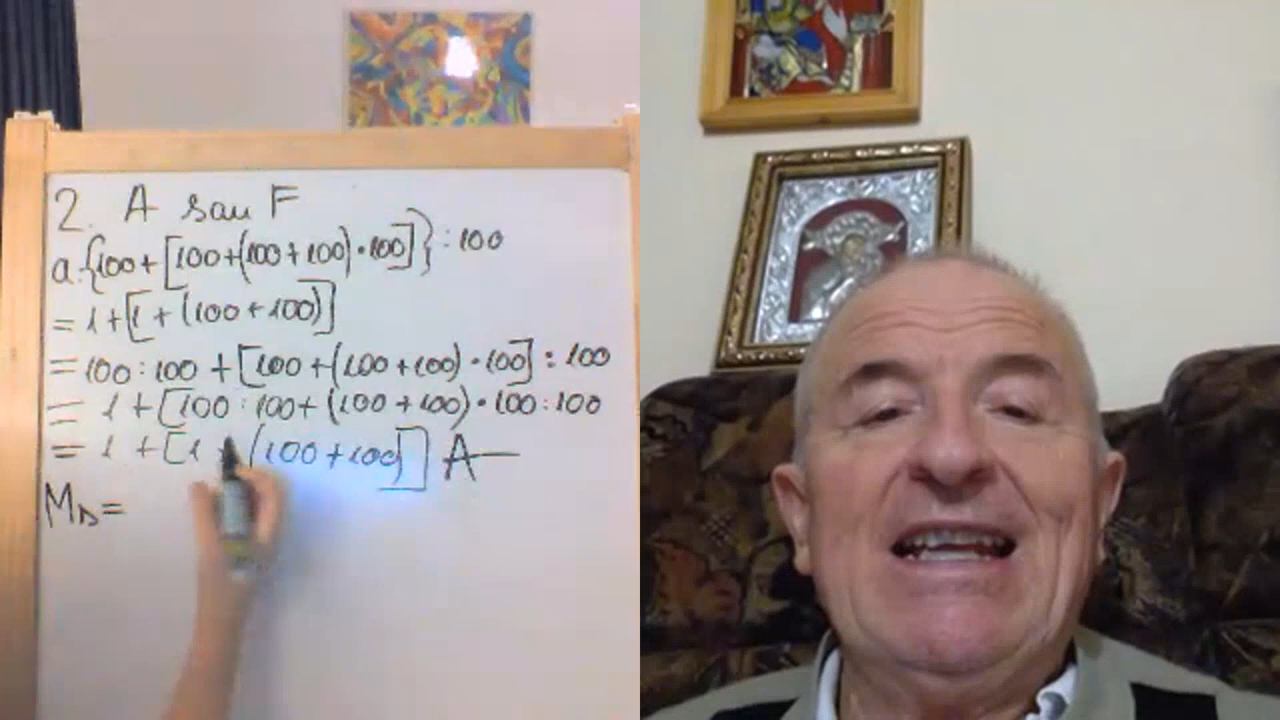 2. A sau F
a.{100+[100+(100+100)•100]}:100
=1+[1+(100+100)]
=100:100+[100+(100+100)•100]:100
=1+[100:100+(100+100)•100:100
=1+[1+(100+100)] A
Ms=